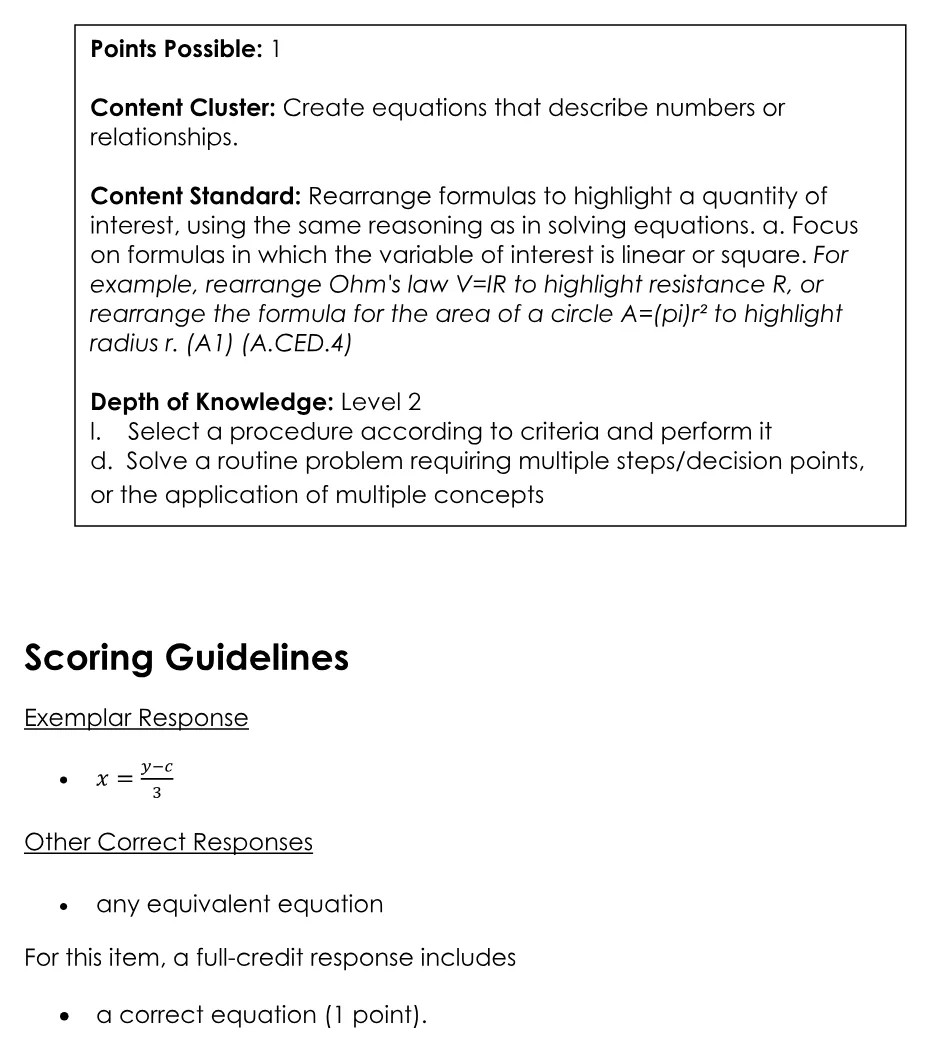 Points Possible: 1
Content Cluster: Create equations that describe numbers or
relationships.
Content Standard: Rearrange formulas to highlight a quantity of
interest, using the same reasoning as in solving equations. a. Focus
on formulas in which the variable of interest is linear or square. For
example, rearrange Ohm's law V=IR to highlight resistance R, or
rearrange the formula for the area of a circle A=(pi)r² to highlight
radius r. (A1) (A.CED.4)
Depth of Knowledge: Level 2
l. Select a procedure according to criteria and perform it
d. Solve a routine problem requiring multiple steps/decision points,
or the application of multiple concepts
Scoring Guidelines
Exemplar Response
• x = (y−c)/3
Other Correct Responses
• any equivalent equation
For this item, a full-credit response includes
• a correct equation (1 point).